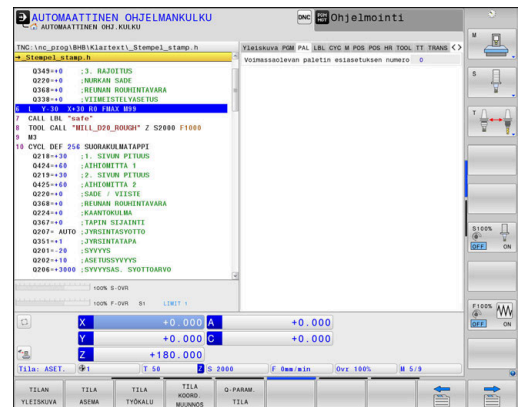 AUTOMAATTINEN OHJELMANKULKU
AUTOMAATTINEN OHJ.KULKU
DNC
Ohjelmointi
TNC:\nc_prog\BHB\Klartext\_Stempel_stamp.h
→_Stempel_stamp.h
Q349=+0 ;3. RAJOITUS
Q220=+0 ;NURKAN SADE
Q368=+0 ;REUNAN ROUHINTAVARA
Q338=+0 ;VIIMEISTELYASETUS
6 L Y-30 X+30 R0 FMAX M99
7 CALL LBL "safe"
8 TOOL CALL "MILL_D20_ROUGH" Z S2000 F1000
9 M3
10 CYCL DEF 256 SUORAKULMATAPPI
Q218=+30 ;1. SIVUN PITUUS
Q424=+60 ;AIHIOMITTA 1
Q219=+30 ;2. SIVUN PITUUS
Q425=+60 ;AIHIOMITTA 2
Q220=+0 ;SADE / VIISTE
Q368=+0 ;REUNAN ROUHINTAVARA
Q224=+0 ;KAANTOKULMA
Q367=+0 ;TAPIN SIJAINTI
Q207= AUTO ;JYRSINTASYOTTO
Q351=+1 ;JYRSINTATAPA
Q201=-20 ;SYVYYS
Q202=+10 ;ASETUSSYVYYS
Q206=+3000 ;SYVYYSAS. SYOTTOARVO
Yleiskuva PGM PAL LBL CYC M POS POS HR TOOL TT TRANS
Voimassaolevan paletin esiasetuksen numero 0
100% S-OVR
100% F-OVR S1 LIMIT 1
X +0.000 A +0.000
Y +0.000 C +0.000
Z +180.000
Tila: ASET. 1 T 50 Z S 2000 F 0mm/min Ovr 100% M 5/9
TILAN YLEISKUVA
TILA ASEMA
TILA TYÖKALU
TILA KOORD. MUUNNOS
Q-PARAM. TILA
M
S
T
S100%
OFF ON
F100%
OFF ON